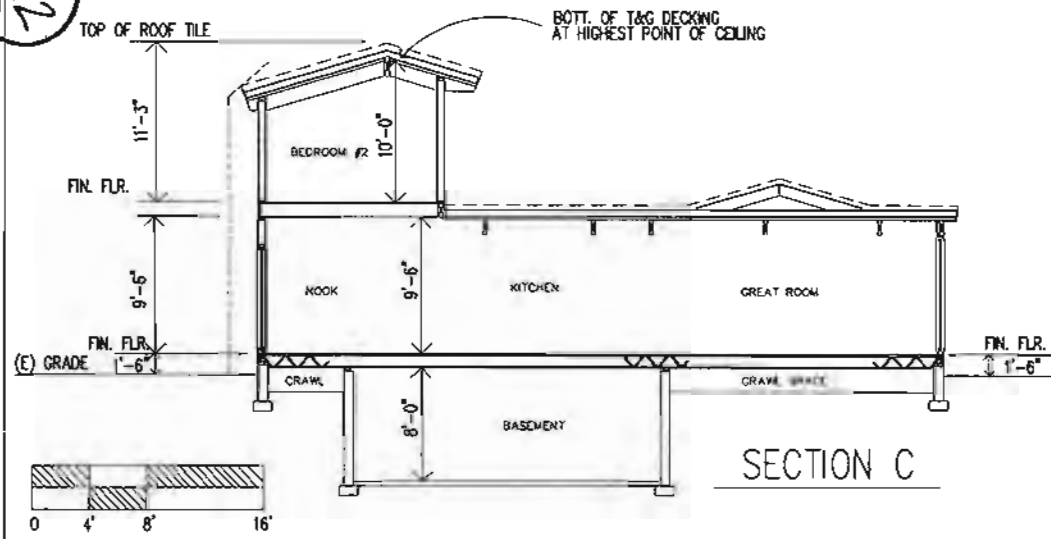 2
TOP OF ROOF TILE
BOTT. OF T&G DECKING
AT HIGHEST POINT OF CEILING
11'-3"
BEDROOM #2
10'-0"
FIN. FLR.
9'-6"
NOOK
9'-6"
KITCHEN
GREAT ROOM
FIN. FLR.
FIN. FLR.
(E) GRADE
1'-6"
1'-6"
CRAWL
CRAWL SPACE
8'-0"
BASEMENT
SECTION C
0 4' 8' 16'